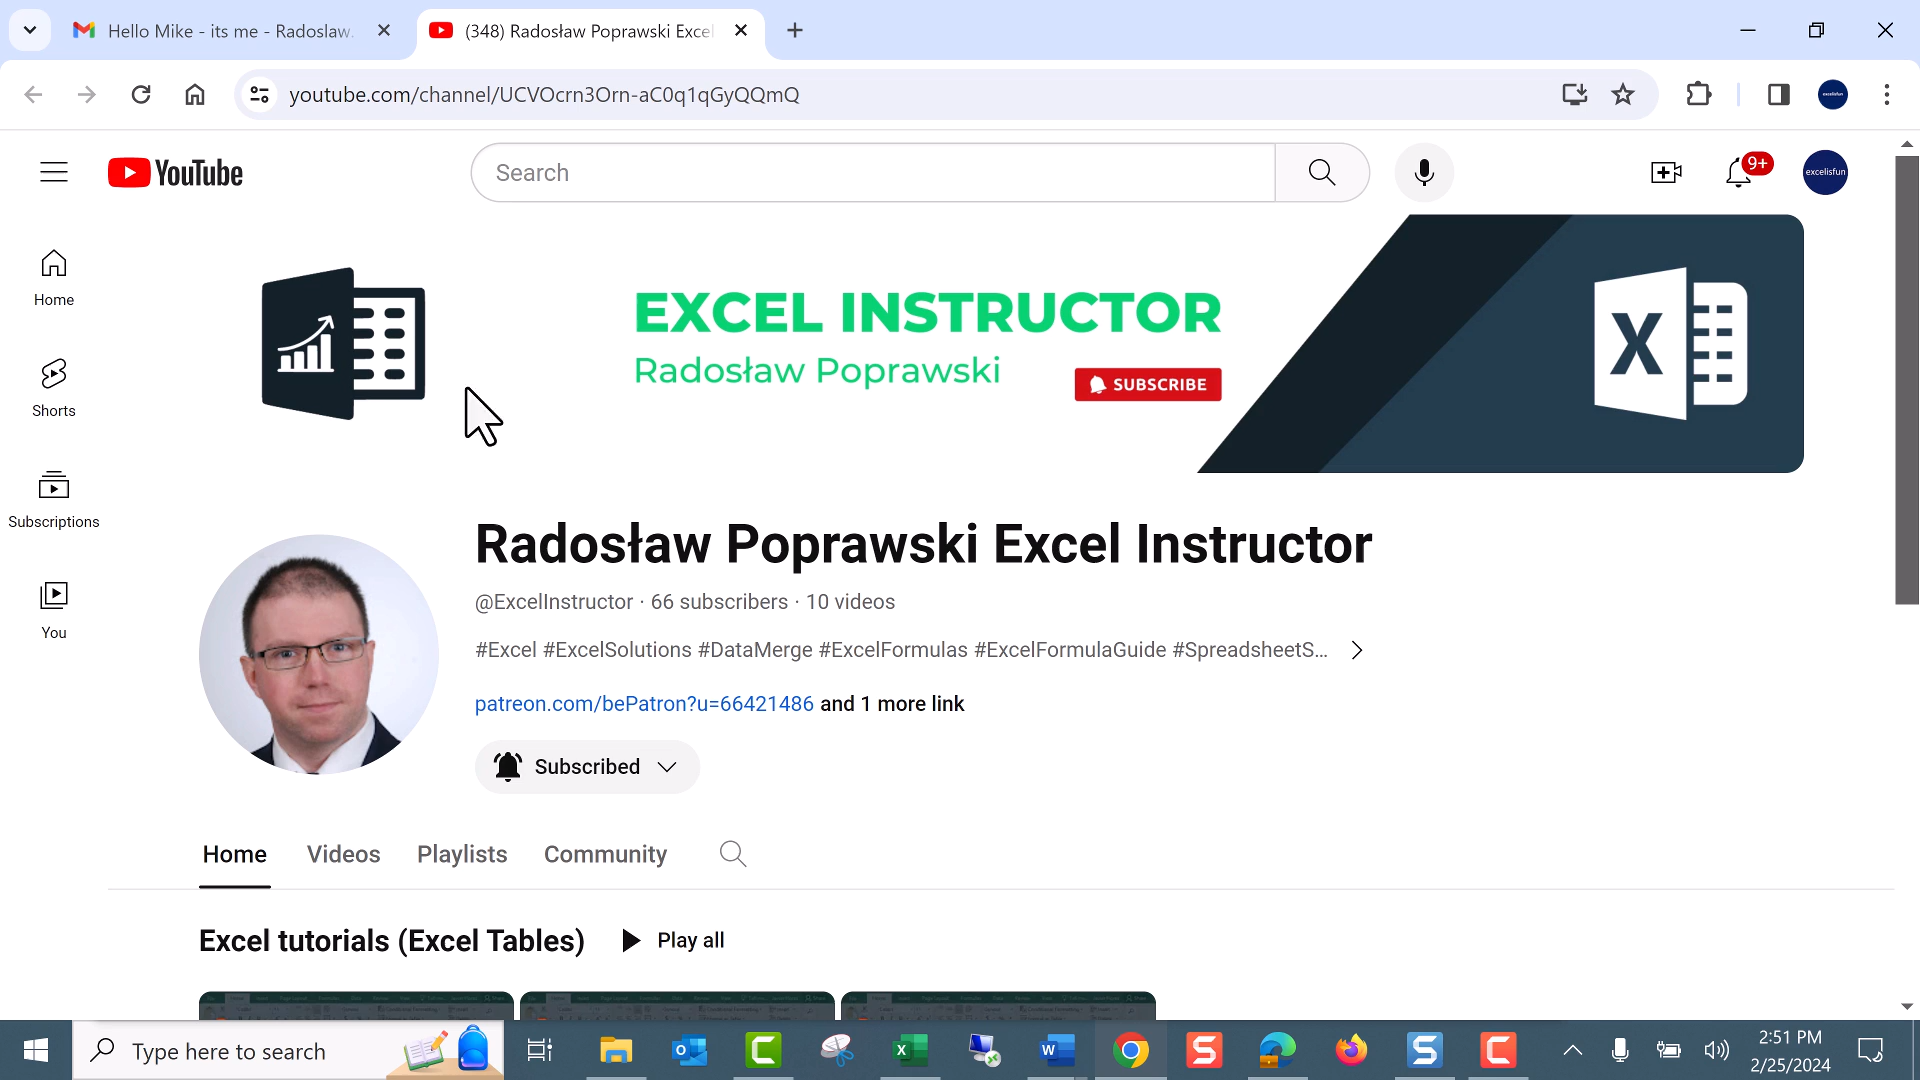 Hello Mike - its me - Radoslaw.
(348) Radosław Poprawski Excel
youtube.com/channel/UCVOcrn3Orn-aC0q1qGyQQmQ
YouTube
Search
9+
excelisfun
Home
Shorts
Subscriptions
You
EXCEL INSTRUCTOR
Radosław Poprawski
SUBSCRIBE
X
Radosław Poprawski Excel Instructor
@ExcelInstructor · 66 subscribers · 10 videos
#Excel #ExcelSolutions #DataMerge #ExcelFormulas #ExcelFormulaGuide #SpreadsheetS...
patreon.com/bePatron?u=66421486 and 1 more link
Subscribed
Home Videos Playlists Community
Excel tutorials (Excel Tables) Play all
Type here to search
2:51 PM
2/25/2024